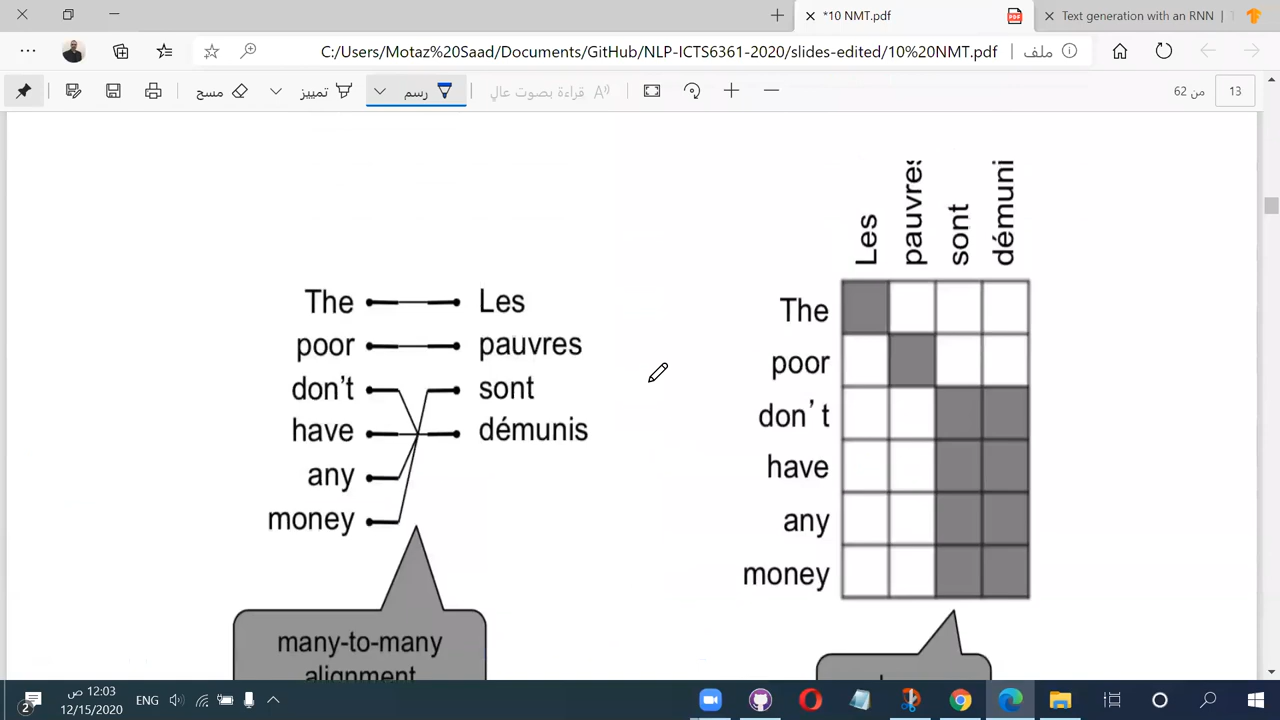 *10 NMT.pdf
Text generation with an RNN
C:/Users/Motaz%20Saad/Documents/GitHub/NLP-ICTS6361-2020/slides-edited/10%20NMT.pdf
ملف
مسح
تمييز
رسم
قراءة بصوت عالٍ
من 62
13
The Les
poor pauvres
don't sont
have démunis
any
money
many-to-many
alignment
Les
pauvres
sont
démuni
The
poor
don't
have
any
money
2
12:03 ص
12/15/2020
ENG